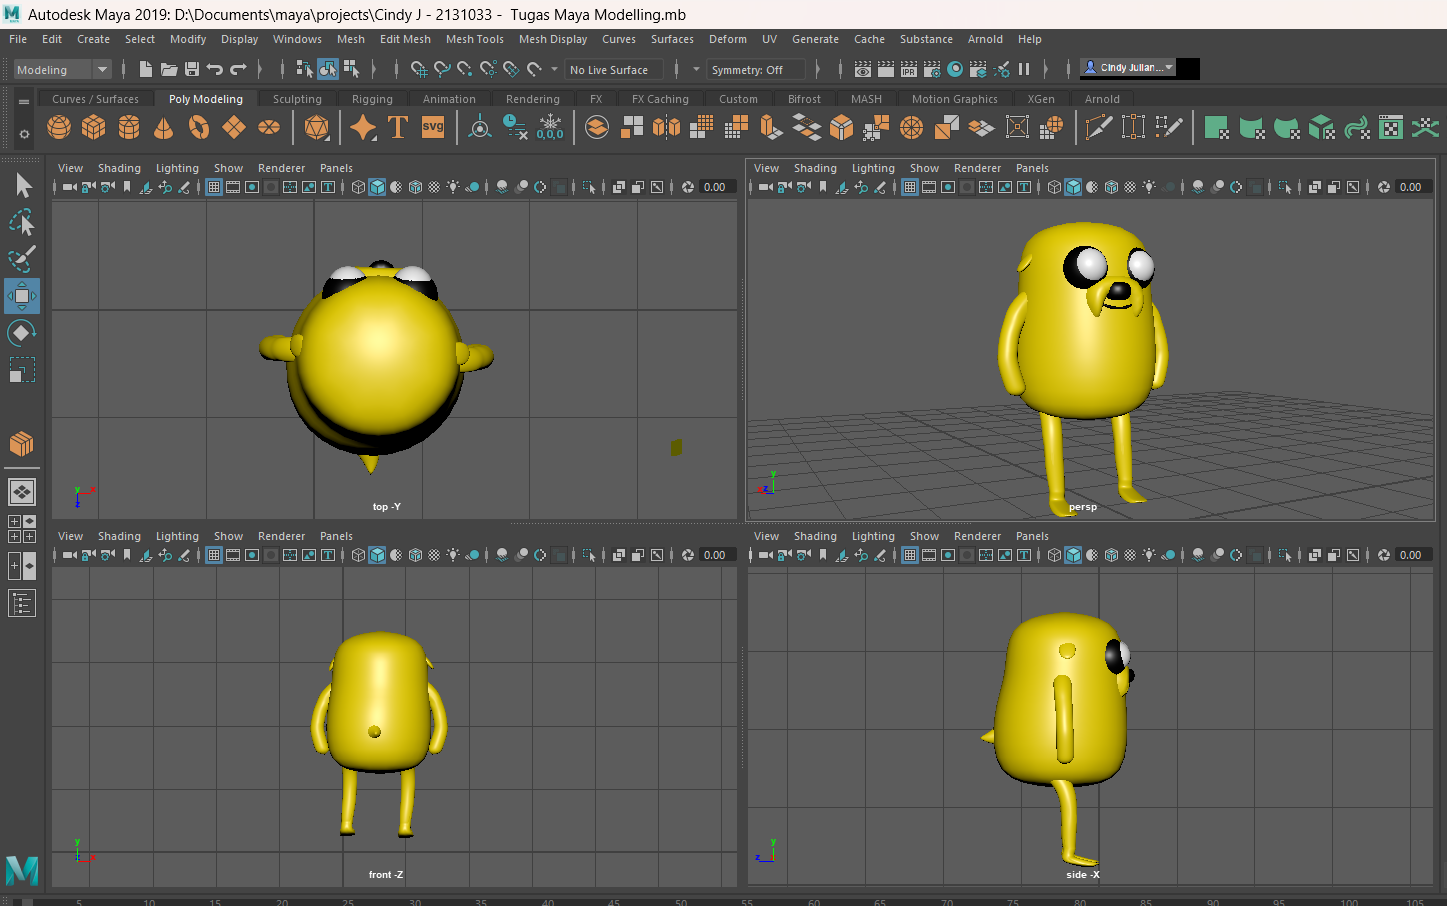 Autodesk Maya 2019: D:\Documents\maya\projects\Cindy J - 2131033 - Tugas Maya Modelling.mb
File Edit Create Select Modify Display Windows Mesh Edit Mesh Mesh Tools Mesh Display Curves Surfaces Deform UV Generate Cache Substance Arnold Help
Modeling No Live Surface Symmetry: Off IPR Cindy Julian...
Curves / Surfaces Poly Modeling Sculpting Rigging Animation Rendering FX FX Caching Custom Bifrost MASH Motion Graphics XGen Arnold
T svg 0,0,0
View Shading Lighting Show Renderer Panels
0.00
top -Y
y x z
View Shading Lighting Show Renderer Panels
0.00
persp
y x z
View Shading Lighting Show Renderer Panels
0.00
front -Z
y z x
View Shading Lighting Show Renderer Panels
0.00
side -X
y z x
5 10 15 20 25 30 35 40 45 50 55 60 65 70 75 80 85 90 95 100 105
M